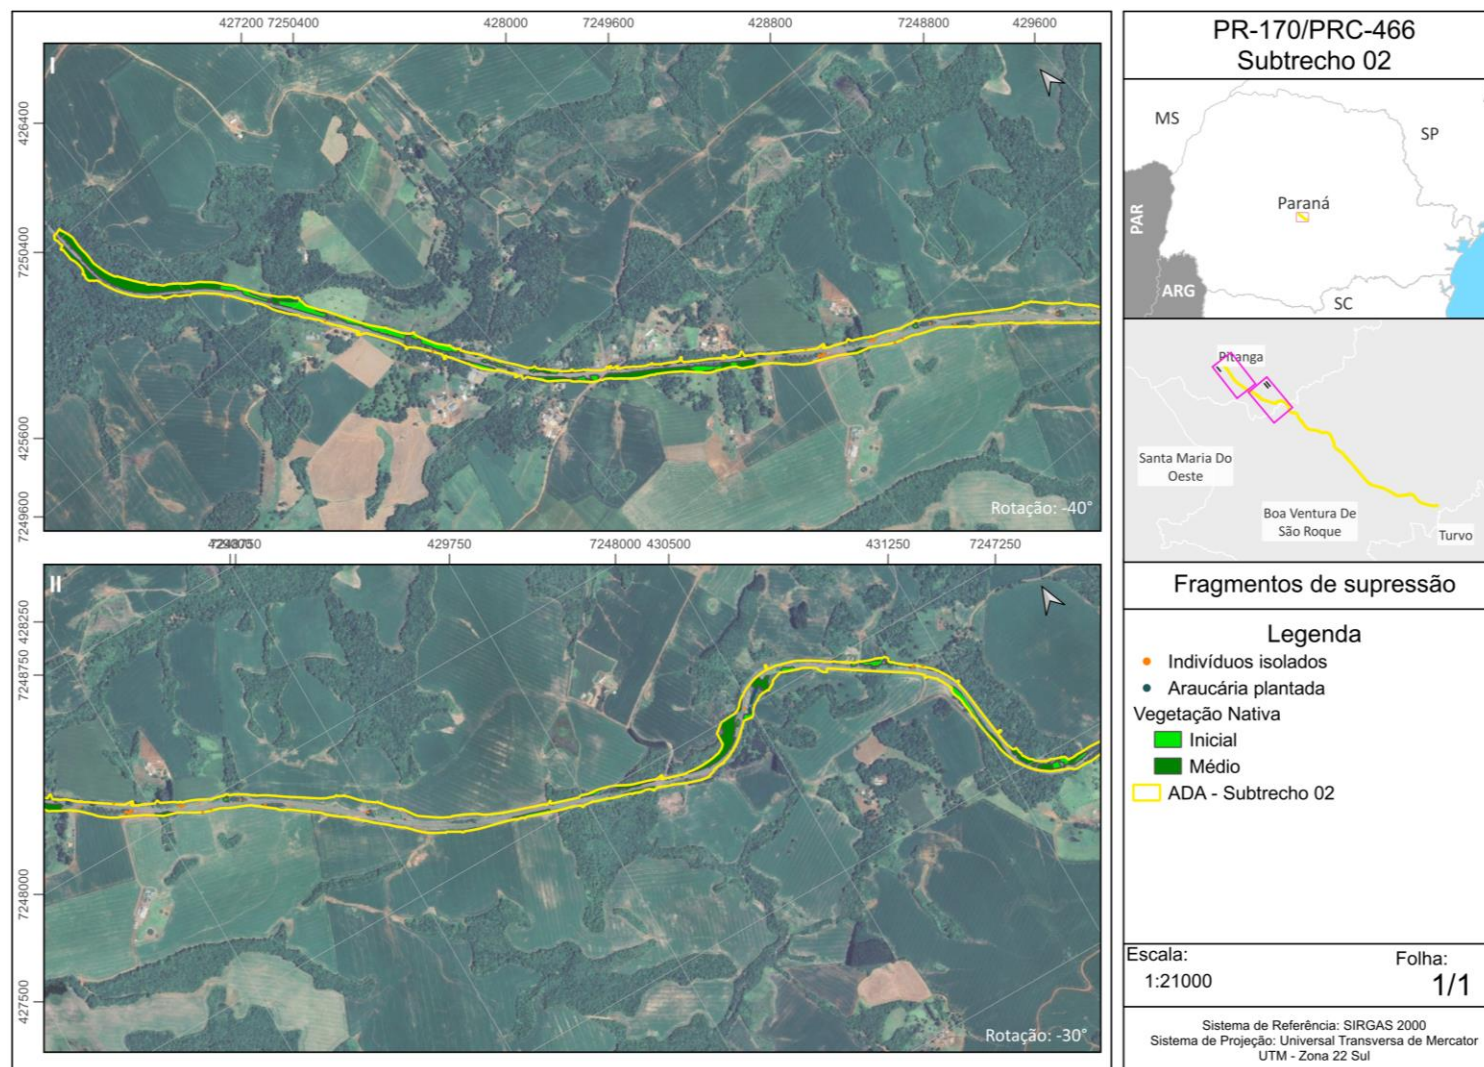 427200 7250400
428000
7249600
428800
7248800
429600
I
426400
7250400
425600
7249600
Rotação: -40°
429750
7248000
430500
431250
7247250
II
428250
7248750
7248000
427500
Rotação: -30°
PR-170/PRC-466
Subtrecho 02
MS
SP
Paraná
PAR
ARG
SC
Pitanga
I
II
Santa Maria Do
Oeste
Boa Ventura De
São Roque
Turvo
Fragmentos de supressão
Legenda
Indivíduos isolados
Araucária plantada
Vegetação Nativa
Inicial
Médio
ADA - Subtrecho 02
Escala:
1:21000
Folha:
1/1
Sistema de Referência: SIRGAS 2000
Sistema de Projeção: Universal Transversa de Mercator
UTM - Zona 22 Sul